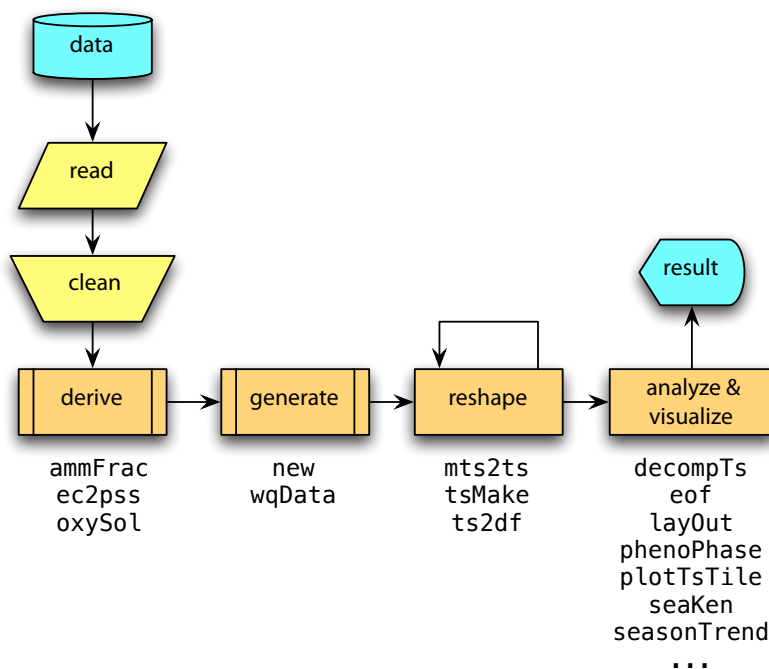 data
read
clean
result
derive
generate
reshape
analyze &
visualize
ammFrac
ec2pss
oxySol
new
wqData
mts2ts
tsMake
ts2df
decompTs
eof
layOut
phenoPhase
plotTsTile
seaKen
seasonTrend
...